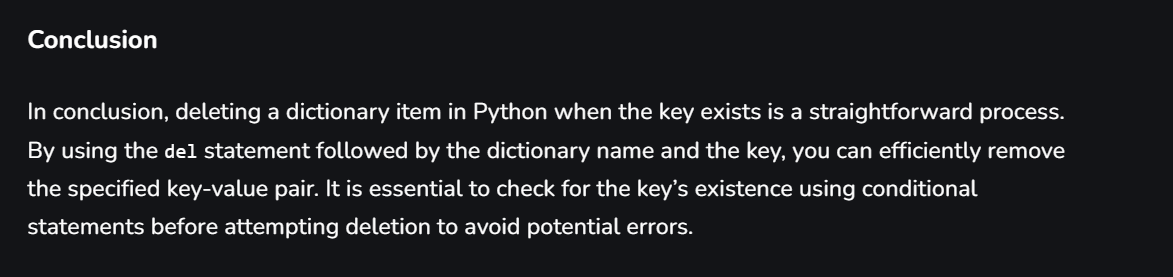 Conclusion
In conclusion, deleting a dictionary item in Python when the key exists is a straightforward process.
By using the del statement followed by the dictionary name and the key, you can efficiently remove
the specified key-value pair. It is essential to check for the key’s existence using conditional
statements before attempting deletion to avoid potential errors.